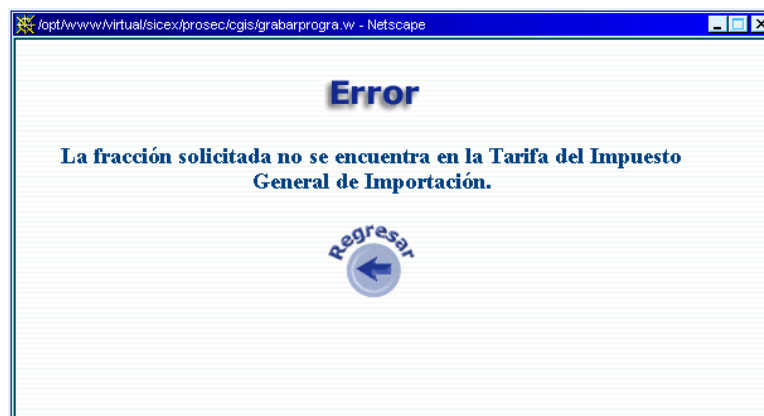 /opt/www/virtual/sicex/prosec/cgis/grabarprogra.w - Netscape
Error
La fracción solicitada no se encuentra en la Tarifa del Impuesto
General de Importación.
Regresar